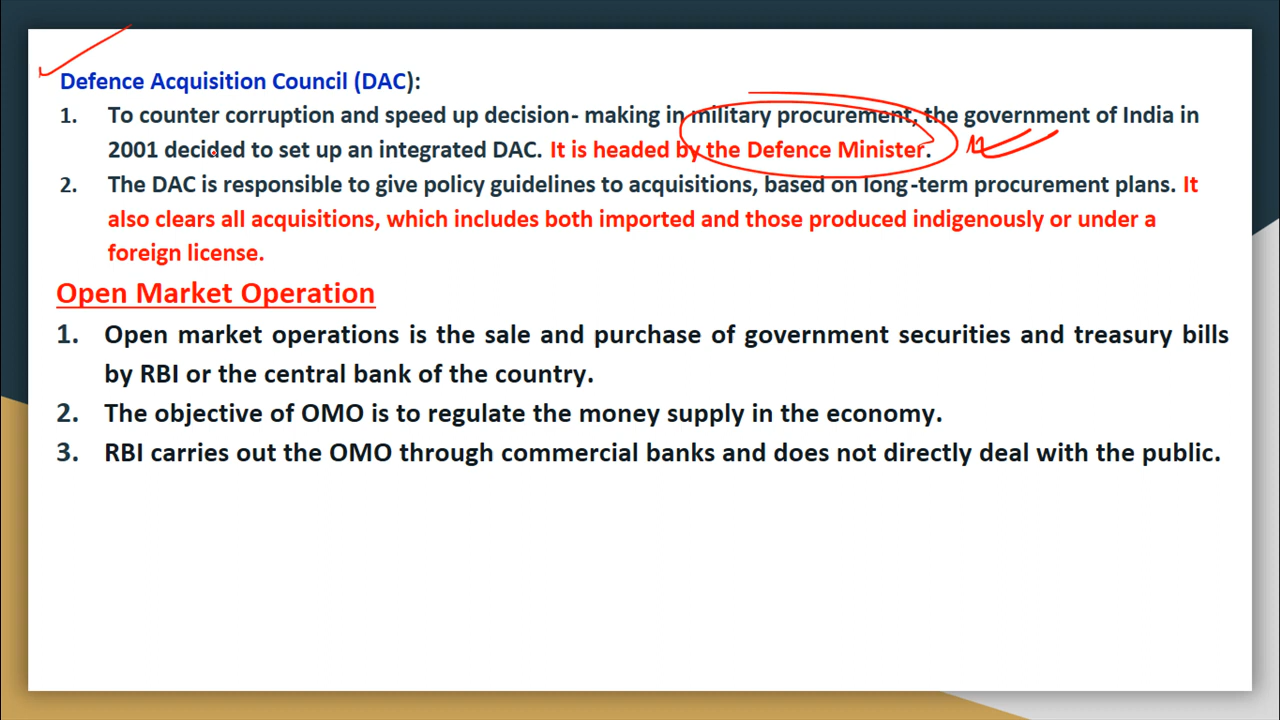 Defence Acquisition Council (DAC):
1. To counter corruption and speed up decision- making in military procurement, the government of India in
2001 decided to set up an integrated DAC. It is headed by the Defence Minister.
2. The DAC is responsible to give policy guidelines to acquisitions, based on long-term procurement plans. It
also clears all acquisitions, which includes both imported and those produced indigenously or under a
foreign license.
Open Market Operation
1. Open market operations is the sale and purchase of government securities and treasury bills
by RBI or the central bank of the country.
2. The objective of OMO is to regulate the money supply in the economy.
3. RBI carries out the OMO through commercial banks and does not directly deal with the public.